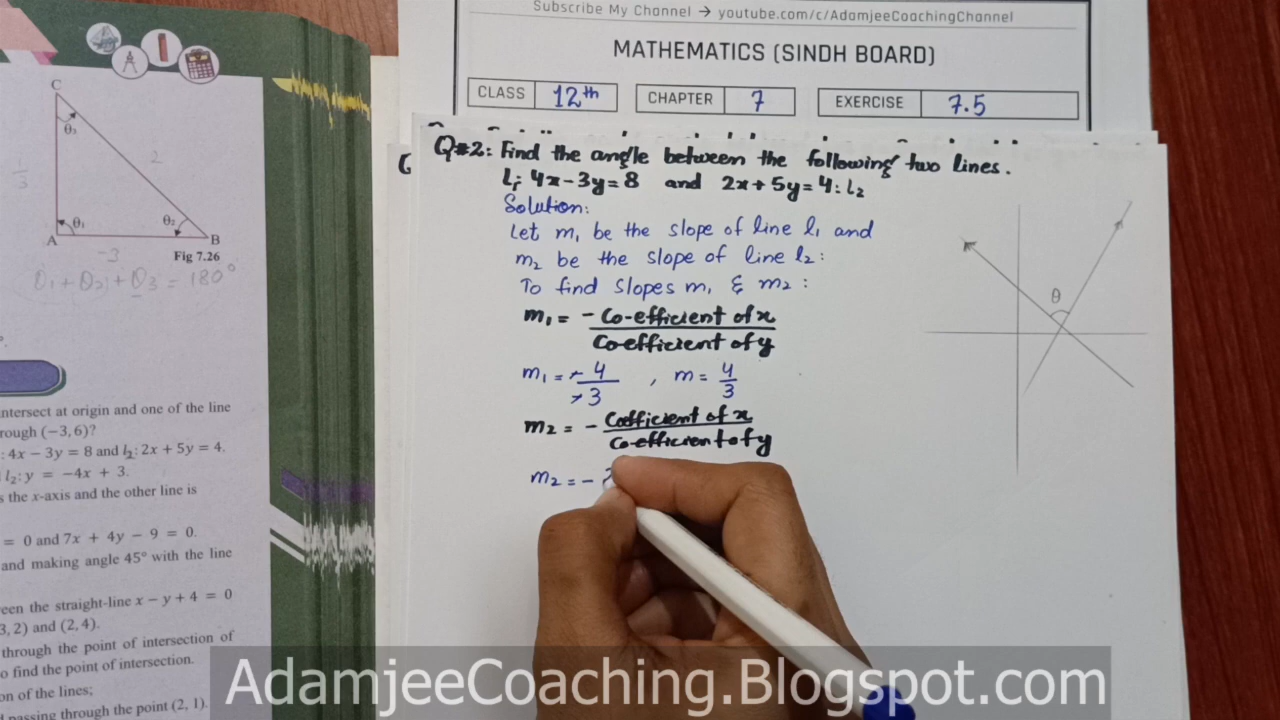 Subscribe My Channel → youtube.com/c/AdamjeeCoachingChannel
MATHEMATICS (SINDH BOARD)
CLASS 12th CHAPTER 7 EXERCISE 7.5
Q#2: Find the angle between the following two lines.
l₁: 4x-3y=8 and 2x+5y=4: l₂
Solution:
Let m₁ be the slope of line l₁ and
m₂ be the slope of line l₂:
To find slopes m₁ & m₂ :
m₁ = - Co-efficient of x
Co-efficient of y
m₁ = - 4 , m = 4
- 3 3
m₂ = - Coefficient of x
Co-efficient of y
m₂ = -
θ
C
θ₃
2
θ₁
θ₂
A
B
-3
Fig 7.26
θ₁ + θ₂ + θ₃ = 180°
ntersect at origin and one of the line
rough (−3, 6)?
: 4x − 3y = 8 and l₂: 2x + 5y = 4.
l₂: y = −4x + 3.
s the x-axis and the other line is
= 0 and 7x + 4y − 9 = 0.
and making angle 45° with the line
een the straight-line x − y + 4 = 0
3, 2) and (2, 4).
through the point of intersection of
o find the point of intersection.
on of the lines;
passing through the point (2, 1).
AdamjeeCoaching.Blogspot.com